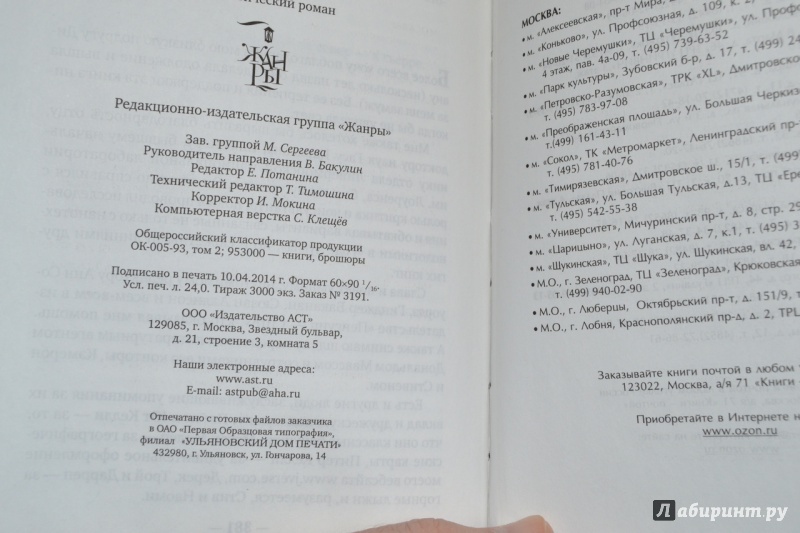 ческий роман
ЖАН
РЫ
Редакционно-издательская группа «Жанры»
Зав. группой М. Сергеева
Руководитель направления В. Бакулин
Редактор Е. Потанина
Технический редактор Т. Тимошина
Корректор И. Мокина
Компьютерная верстка С. Клещёв
Общероссийский классификатор продукции
ОК-005-93, том 2; 953000 — книги, брошюры
Подписано в печать 10.04.2014 г. Формат 60×90 1/16.
Усл. печ. л. 24,0. Тираж 3000 экз. Заказ № 3191.
ООО «Издательство АСТ»
129085, г. Москва, Звездный бульвар,
д. 21, строение 3, комната 5
Наши электронные адреса:
www.ast.ru
E-mail: astpub@aha.ru
Отпечатано с готовых файлов заказчика
в ОАО «Первая Образцовая типография»,
филиал «УЛЬЯНОВСКИЙ ДОМ ПЕЧАТИ»
432980, г. Ульяновск, ул. Гончарова, 14
МОСКВА:
• м. «Алексеевская», пр-т Мира,
• м. «Коньково», ул. Профсоюзная, д. 109, к. 2,
• м. «Новые Черемушки», ТЦ «Черемушки», ул. Профсо
4 этаж, пав. 4а-09, т. (495) 739-63-52
• м. «Парк культуры», Зубовский б-р, д. 17, т. (499) 24
• м. «Петровско-Разумовская», ТРК «XL», Дмитровско
т. (495) 783-97-08
• м. «Преображенская площадь», ул. Большая Черкизо
т.(499) 161-43-11
• м. «Сокол», ТК «Метромаркет», Ленинградский пр-
т. (495) 781-40-76
• м. «Тимирязевская», Дмитровское ш., 15/1, т. (499)
• м. «Тульская», ул. Большая Тульская, д.13, ТЦ «Ере
т. (495) 542-55-38
• м. «Университет», Мичуринский пр-т, д. 8, стр. 29
• м. «Царицыно», ул. Луганская, д. 7, к.1, т. (495) 3
• м. «Щукинская», ТЦ «Щука», ул. Щукинская, вл. 42,
• М.О., г. Зеленоград, ТЦ «Зеленоград», Крюковская
т. (499) 940-02-90
• М.О., г. Люберцы, Октябрьский пр-т, д. 151/9, т
• М.О., г. Лобня, Краснополянский пр-д, д. 2, TPL
Заказывайте книги почтой в любом
123022, Москва, а/я 71 «Книги
Приобретайте в Интернете н
www.ozon.ru
Лабиринт.ру